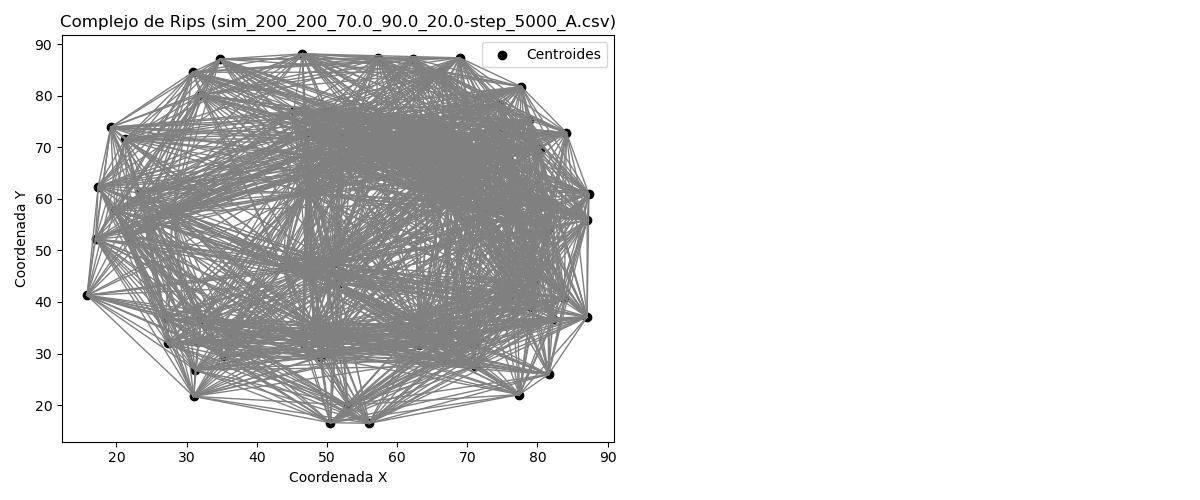 Complejo de Rips (sim_200_200_70.0_90.0_20.0-step_5000_A.csv)
Centroides
90
80
70
60
50
40
30
20
Coordenada Y
20 30 40 50 60 70 80 90
Coordenada X